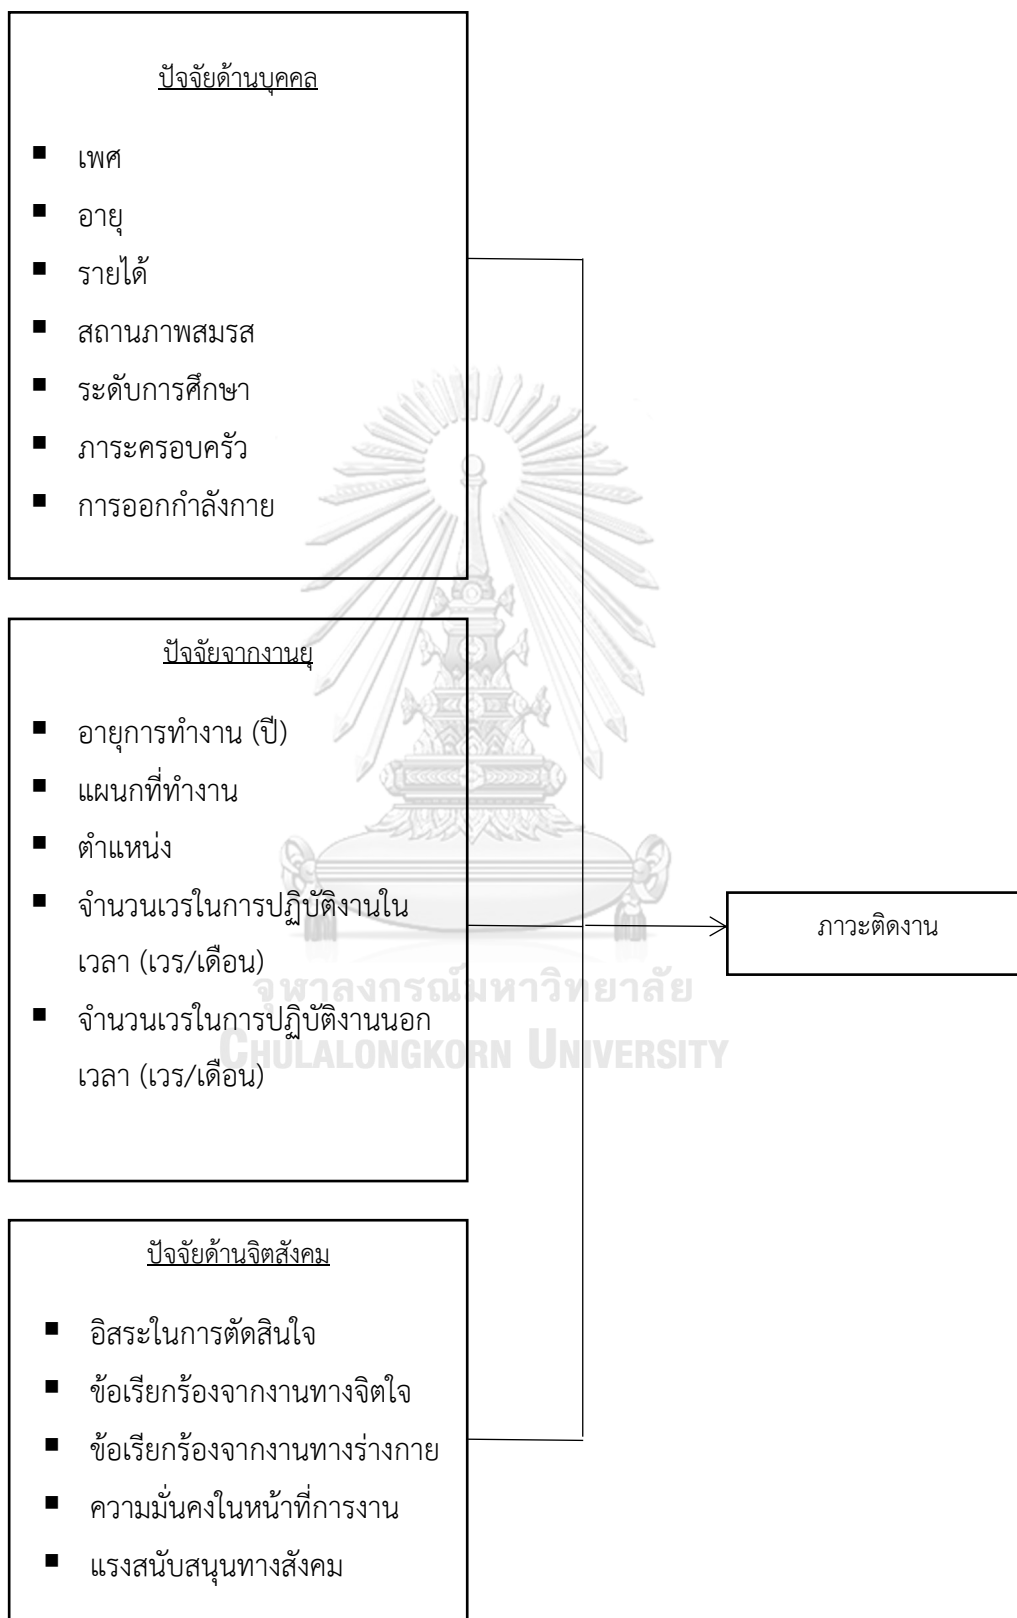 ปัจจัยด้านบุคคล
▪ เพศ
▪ อายุ
▪ รายได้
▪ สถานภาพสมรส
▪ ระดับการศึกษา
▪ ภาระครอบครัว
▪ การออกกำลังกาย
ปัจจัยจากงานยุ
▪ อายุการทำงาน (ปี)
▪ แผนกที่ทำงาน
▪ ตำแหน่ง
▪ จำนวนเวรในการปฏิบัติงานใน
เวลา (เวร/เดือน)
▪ จำนวนเวรในการปฏิบัติงานนอก
เวลา (เวร/เดือน)
ภาวะติดงาน
จุฬาลงกรณ์มหาวิทยาลัย
CHULALONGKORN UNIVERSITY
ปัจจัยด้านจิตสังคม
▪ อิสระในการตัดสินใจ
▪ ข้อเรียกร้องจากงานทางจิตใจ
▪ ข้อเรียกร้องจากงานทางร่างกาย
▪ ความมั่นคงในหน้าที่การงาน
▪ แรงสนับสนุนทางสังคม